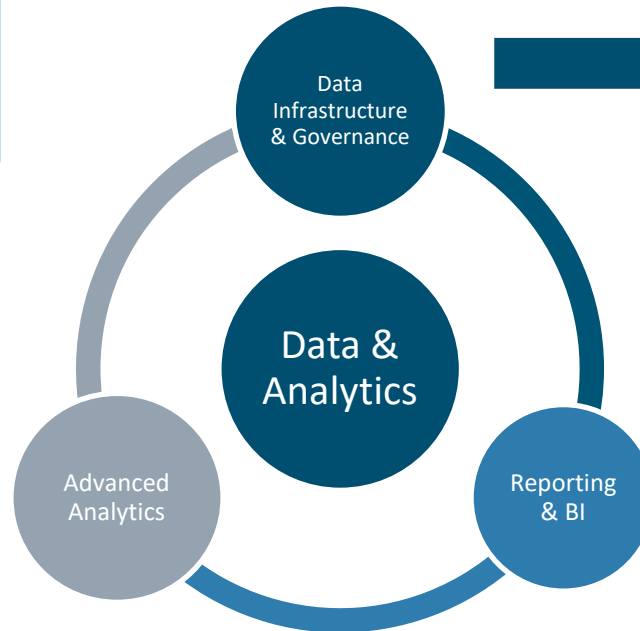 Data
Infrastructure
& Governance
Data &
Analytics
Advanced
Analytics
Reporting
& BI